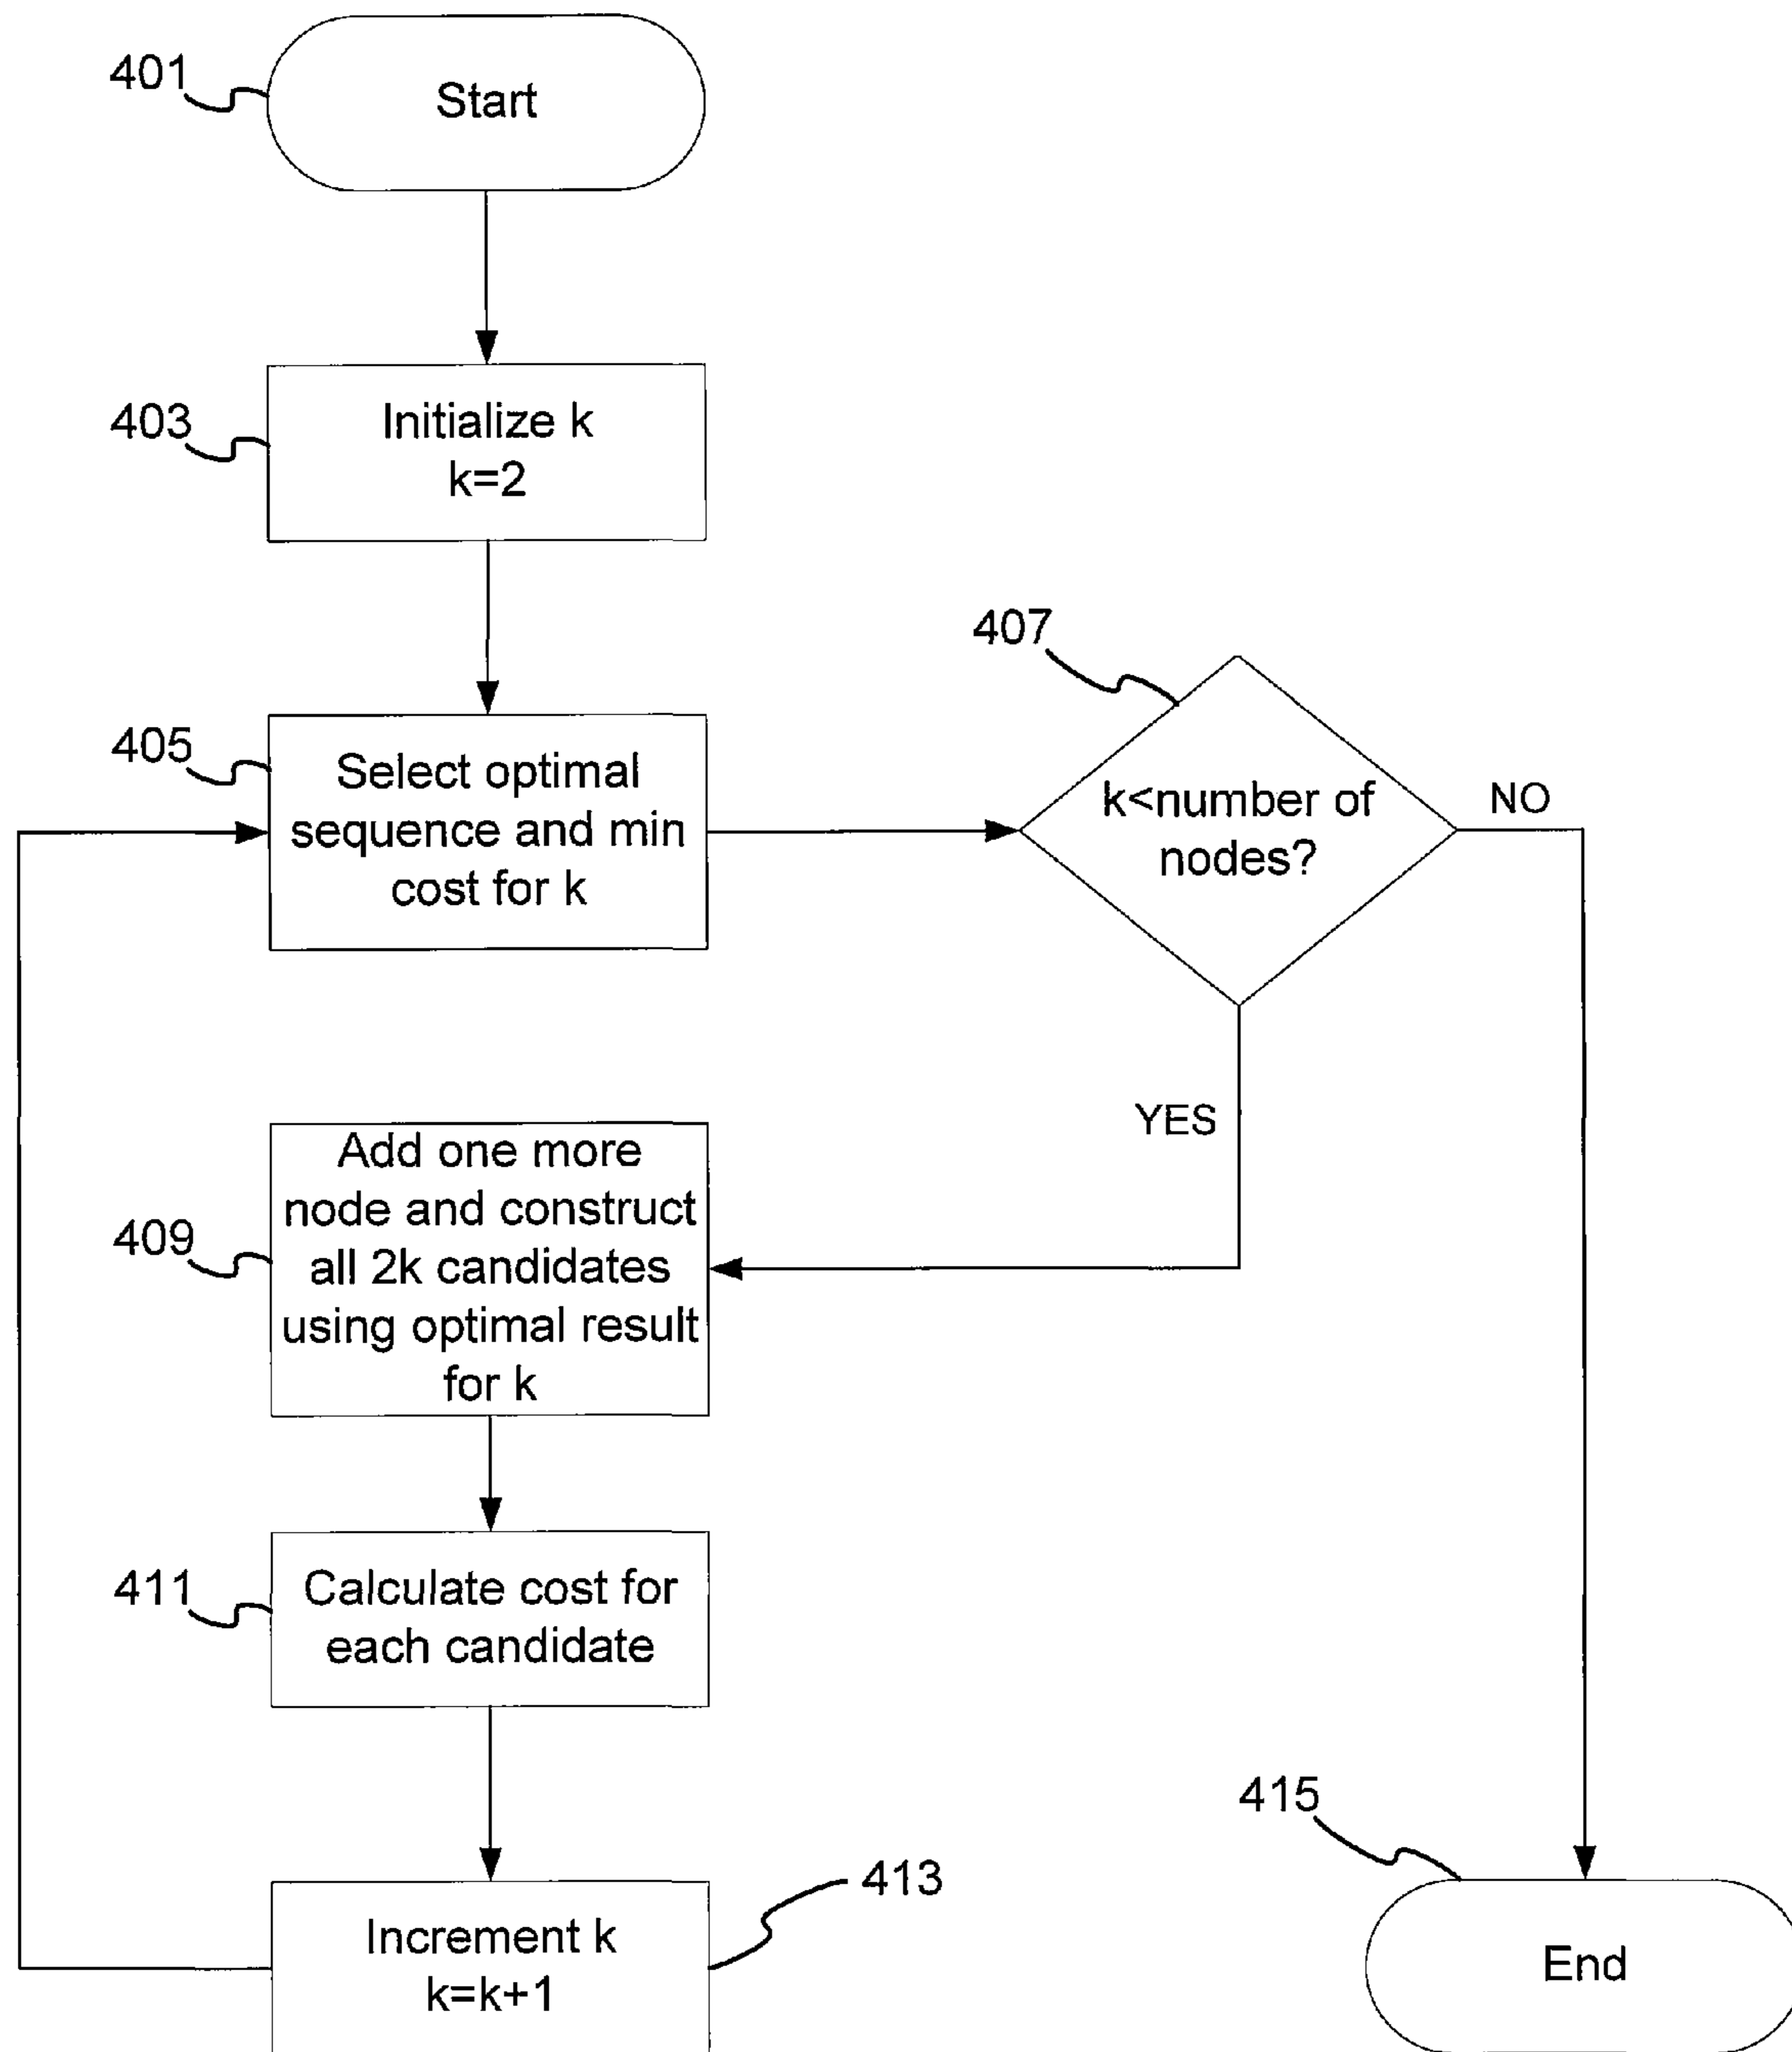 401
Start
403
Initialize k
k=2
407
405
Select optimal
sequence and min
cost for k
k<number of
nodes?
NO
YES
409
Add one more
node and construct
all 2k candidates
using optimal result
for k
411
Calculate cost for
each candidate
415
413
Increment k
k=k+1
End